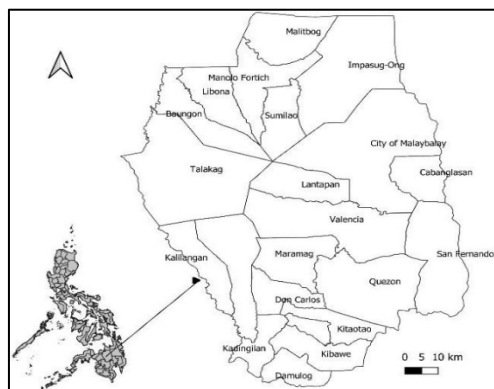 Malitbog
Impasug-Ong
Manolo Fortich
Libona
Baungon
Sumilao
City of Malaybalay
Talakag
Cabanglasan
Lantapan
Valencia
Kalilangan
Maramag
San Fernando
Quezon
Don Carlos
Kitaotao
Kadingilan
Kibawe
Damulog
0 5 10 km